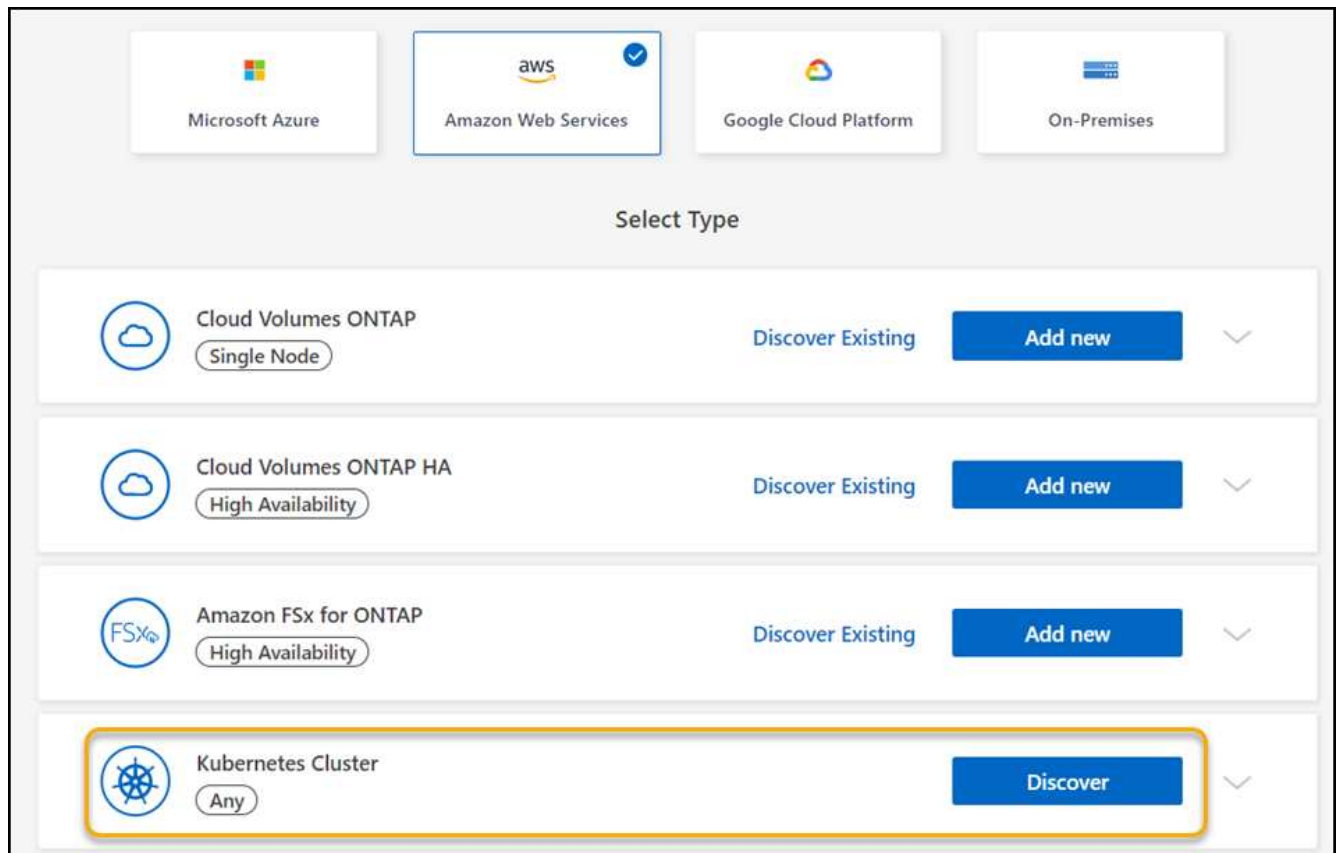 aws
Microsoft Azure
Amazon Web Services
Google Cloud Platform
On-Premises
Select Type
Cloud Volumes ONTAP
Single Node
Discover Existing
Add new
Cloud Volumes ONTAP HA
High Availability
Discover Existing
Add new
FSx
Amazon FSx for ONTAP
High Availability
Discover Existing
Add new
Kubernetes Cluster
Any
Discover